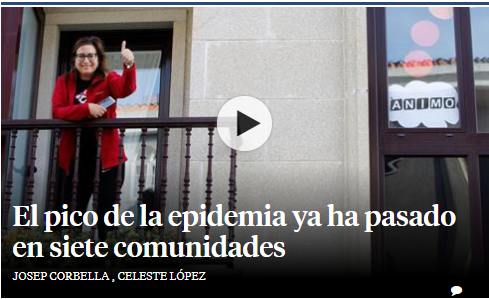 ANIMO
El pico de la epidemia ya ha pasado
en siete comunidades
JOSEP CORBELLA , CELESTE LÓPEZ